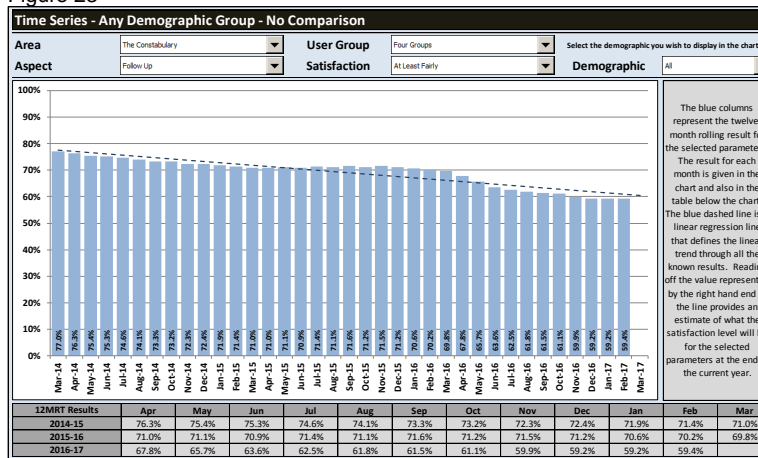 Time Series - Any Demographic Group - No Comparison
Area The Constabulary User Group Four Groups Select the demographic you wish to display in the chart
Aspect Follow Up Satisfaction At Least Fairly Demographic All
100%
90%
80%
70%
60%
50%
40%
30%
20%
10%
0%
77.0% 76.3% 75.4% 75.3% 74.6% 74.1% 73.3% 73.2% 72.3% 72.4% 71.9% 71.4% 71.0% 71.0% 71.1% 70.9% 71.4% 71.1% 71.6% 71.2% 71.5% 71.2% 70.6% 70.2% 69.8% 67.8% 65.7% 63.6% 62.5% 61.8% 61.5% 61.1% 59.9% 59.2% 59.2% 59.4%
Mar-14 Apr-14 May-14 Jun-14 Jul-14 Aug-14 Sep-14 Oct-14 Nov-14 Dec-14 Jan-15 Feb-15 Mar-15 Apr-15 May-15 Jun-15 Jul-15 Aug-15 Sep-15 Oct-15 Nov-15 Dec-15 Jan-16 Feb-16 Mar-16 Apr-16 May-16 Jun-16 Jul-16 Aug-16 Sep-16 Oct-16 Nov-16 Dec-16 Jan-17 Feb-17 Mar-17
The blue columns
represent the twelve
month rolling result fo
the selected paramete
The result for each
month is given in the
chart and also in the
table below the chart
The blue dashed line is
linear regression line
that defines the linea
trend through all the
known results. Readin
off the value represent
by the right hand end
the line provides an
estimate of what the
satisfaction level will
for the selected
parameters at the end
the current year.
12MRT Results Apr May Jun Jul Aug Sep Oct Nov Dec Jan Feb Mar
2014-15 76.3% 75.4% 75.3% 74.6% 74.1% 73.3% 73.2% 72.3% 72.4% 71.9% 71.4% 71.0%
2015-16 71.0% 71.1% 70.9% 71.4% 71.1% 71.6% 71.2% 71.5% 71.2% 70.6% 70.2% 69.8%
2016-17 67.8% 65.7% 63.6% 62.5% 61.8% 61.5% 61.1% 59.9% 59.2% 59.2% 59.4%